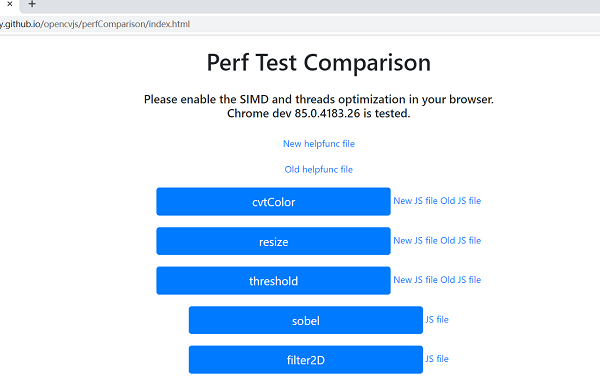 y.github.io/opencvjs/perfComparison/index.html
Perf Test Comparison
Please enable the SIMD and threads optimization in your browser.
Chrome dev 85.0.4183.26 is tested.
New helpfunc file
Old helpfunc file
cvtColor New JS file Old JS file
resize New JS file Old JS file
threshold New JS file Old JS file
sobel JS file
filter2D JS file